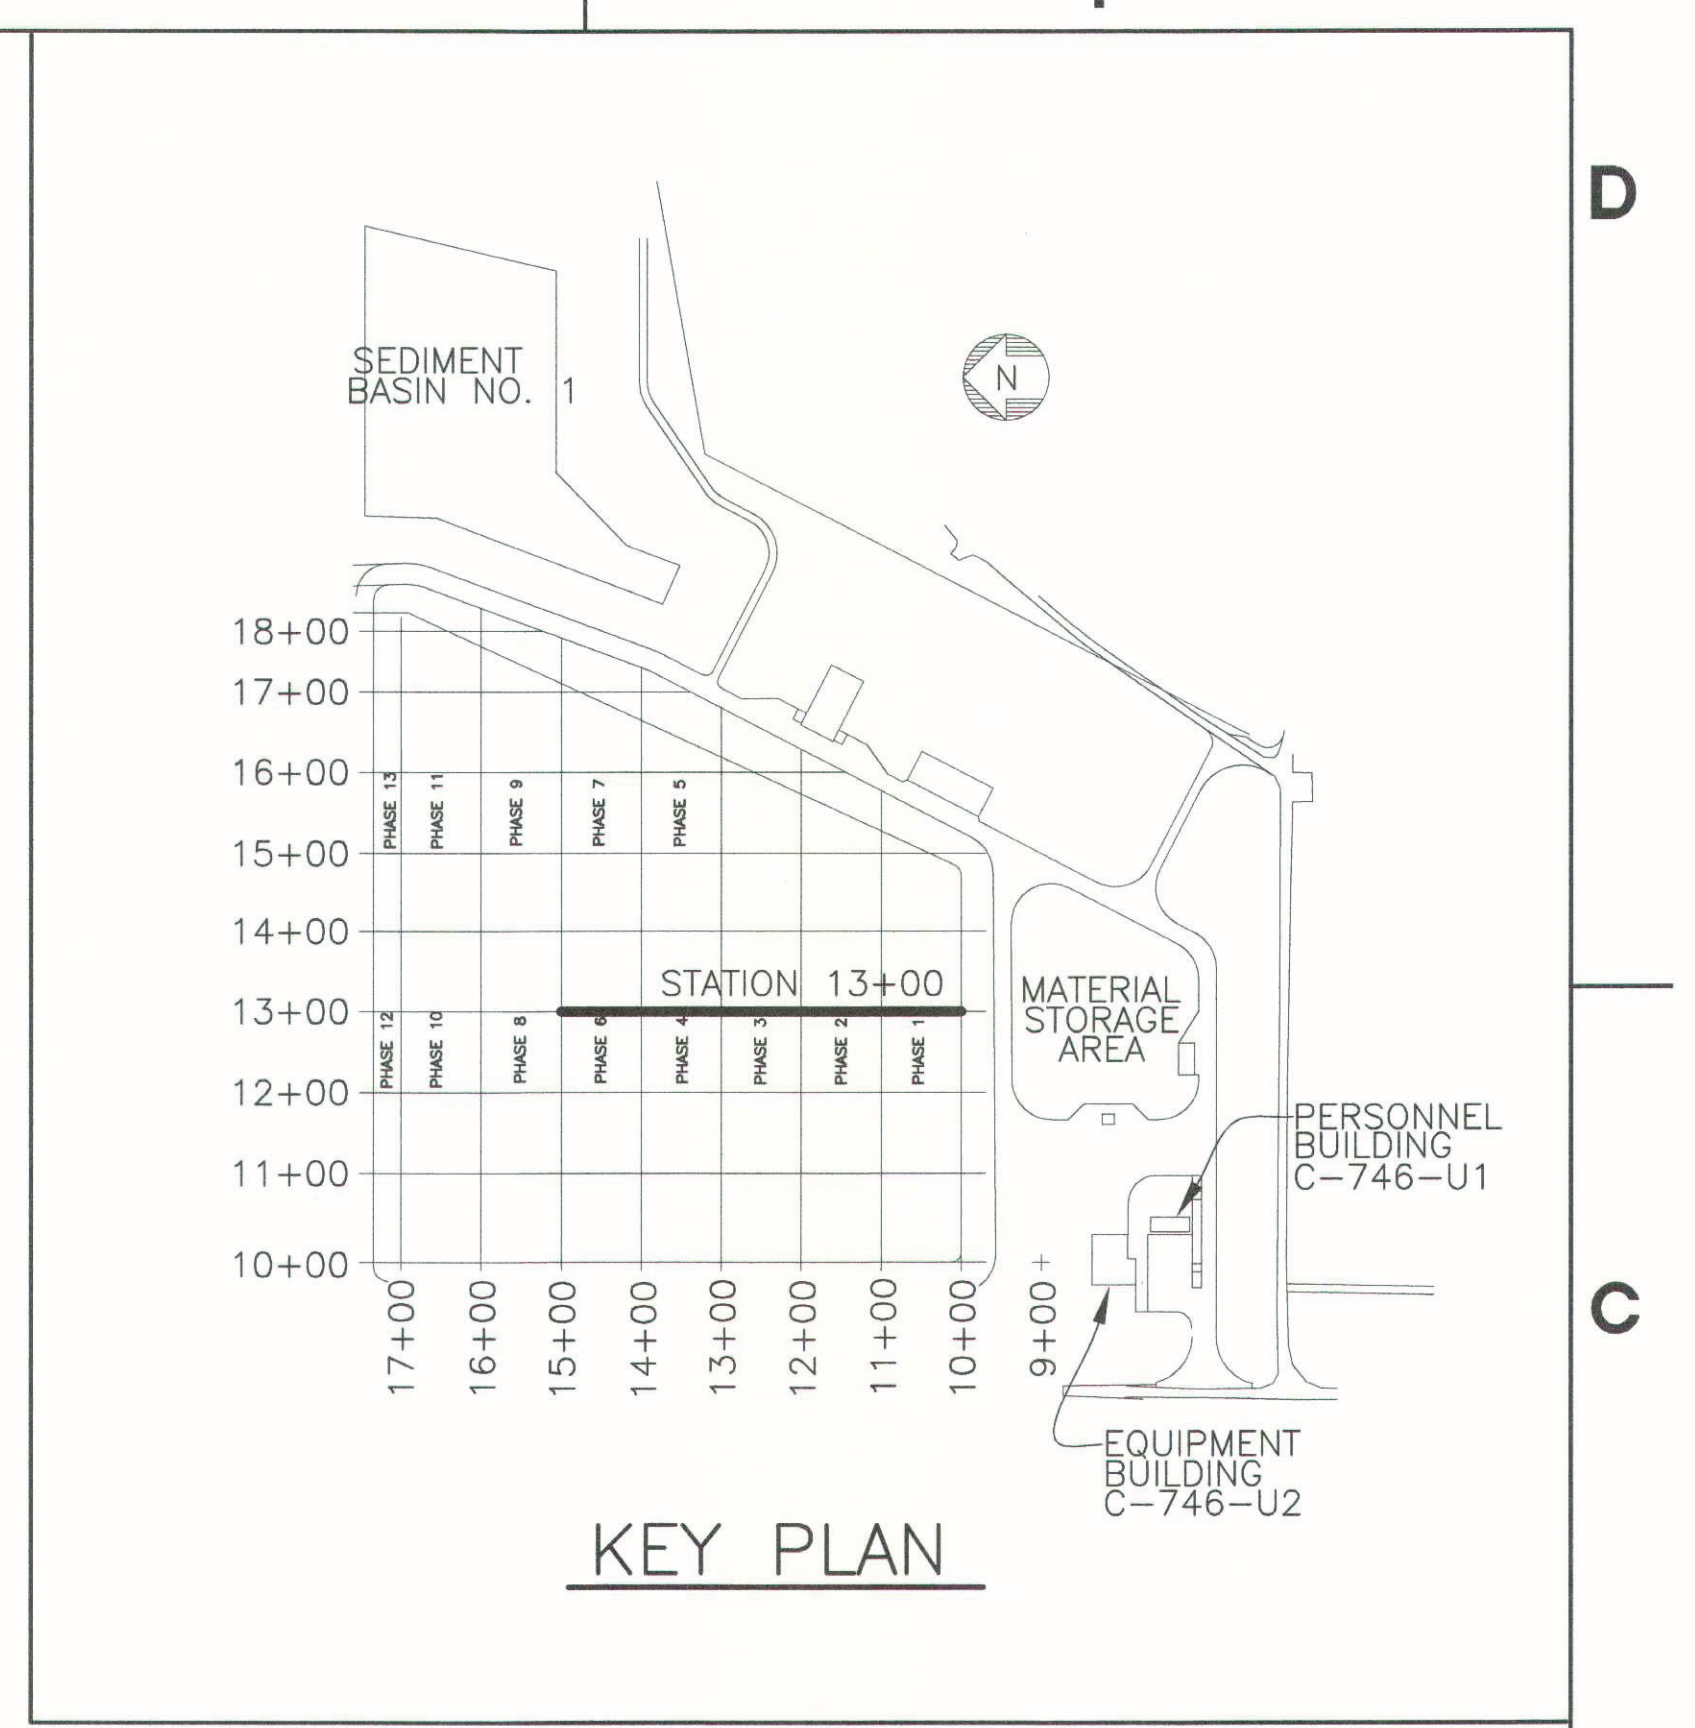 D
SEDIMENT
BASIN NO. 1
N
18+00
17+00
16+00
PHASE 13
PHASE 11
PHASE 9
PHASE 7
PHASE 5
15+00
14+00
STATION 13+00
13+00
MATERIAL
STORAGE
AREA
PHASE 12
PHASE 10
PHASE 8
PHASE 6
PHASE 4
PHASE 3
PHASE 2
PHASE 1
12+00
PERSONNEL
BUILDING
C-746-U1
11+00
10+00
17+00
16+00
15+00
14+00
13+00
12+00
11+00
10+00
9+00
C
EQUIPMENT
BUILDING
C-746-U2
KEY PLAN